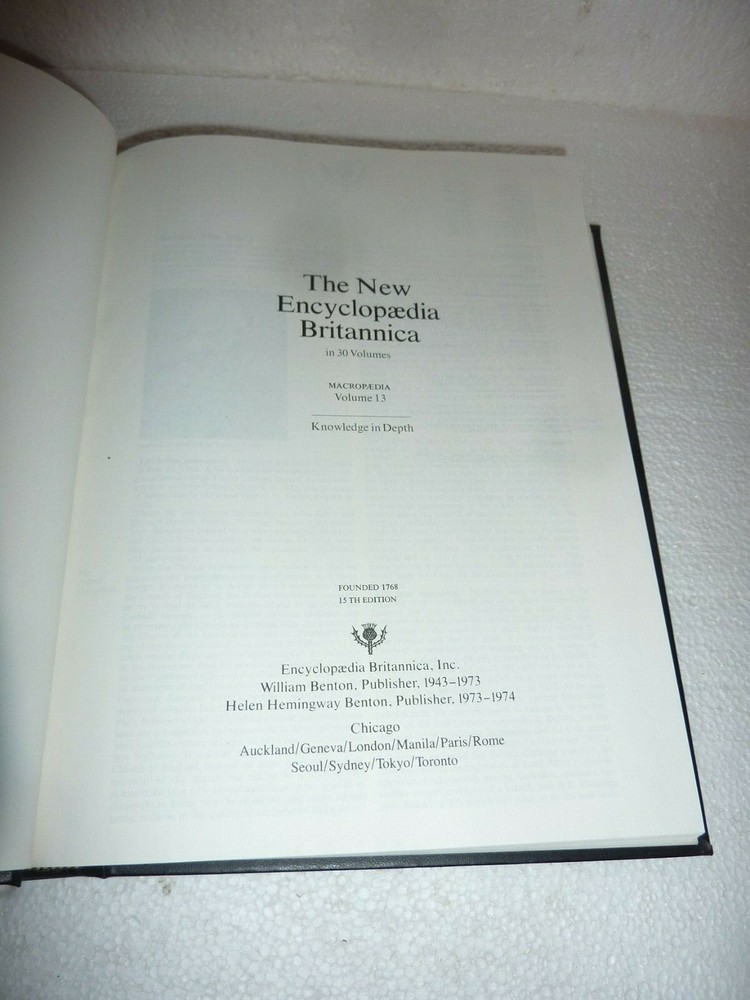 The New
Encyclopædia
Britannica
in 30 Volumes
MACROPÆDIA
Volume 13
Knowledge in Depth
FOUNDED 1768
15 TH EDITION
Encyclopædia Britannica, Inc.
William Benton, Publisher, 1943–1973
Helen Hemingway Benton, Publisher, 1973–1974
Chicago
Auckland/Geneva/London/Manila/Paris/Rome
Seoul/Sydney/Tokyo/Toronto